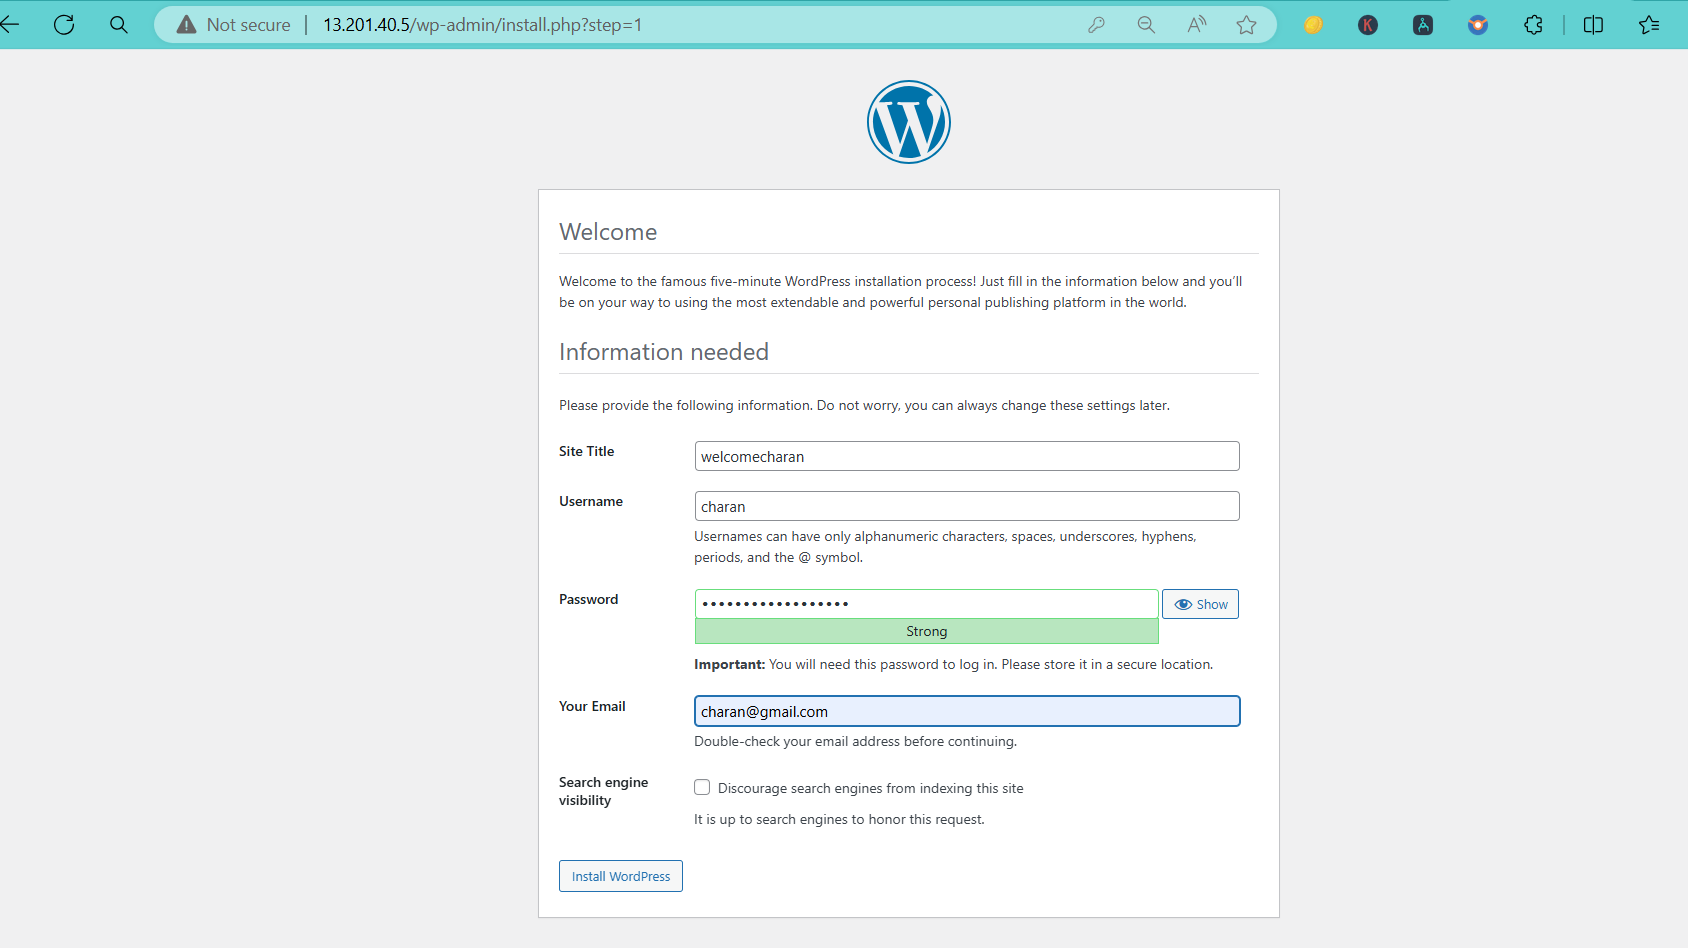 Not secure | 13.201.40.5/wp-admin/install.php?step=1
Welcome
Welcome to the famous five-minute WordPress installation process! Just fill in the information below and you’ll
be on your way to using the most extendable and powerful personal publishing platform in the world.
Information needed
Please provide the following information. Do not worry, you can always change these settings later.
Site Title
welcomecharan
Username
charan
Usernames can have only alphanumeric characters, spaces, underscores, hyphens,
periods, and the @ symbol.
Password
••••••••••••••••••
Show
Strong
Important: You will need this password to log in. Please store it in a secure location.
Your Email
charan@gmail.com
Double-check your email address before continuing.
Search engine
visibility
Discourage search engines from indexing this site
It is up to search engines to honor this request.
Install WordPress